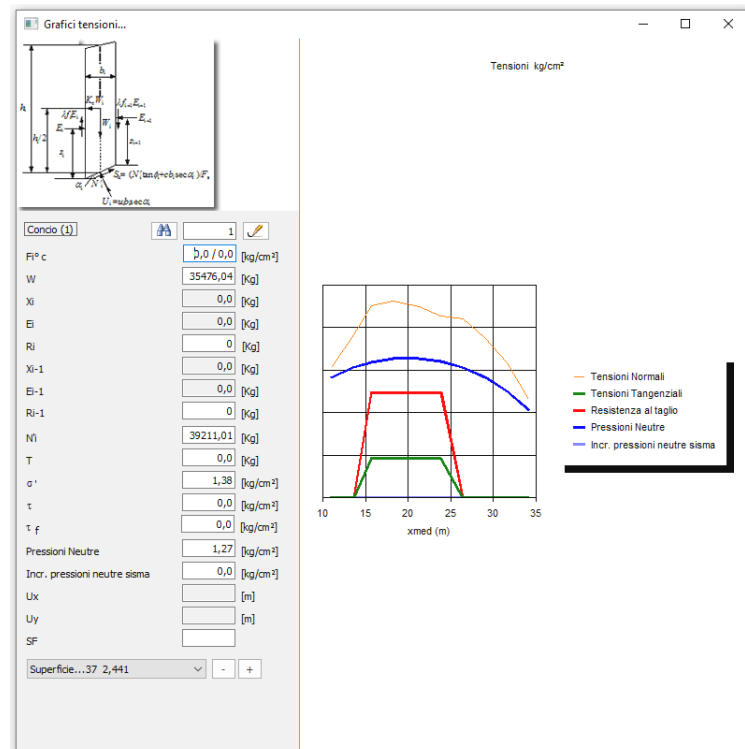 Grafici tensioni...
Tensioni kg/cm²
Concio (1) 1
Fi° c 0,0 / 0,0 [kg/cm²]
W 35476,04 [Kg]
Xi 0,0 [Kg]
Ei 0,0 [Kg]
Ri 0 [Kg]
Xi-1 0,0 [Kg]
Ei-1 0,0 [Kg]
Ri-1 0 [Kg]
N'i 39211,01 [Kg]
T 0,0 [Kg]
σ' 1,38 [kg/cm²]
τ 0,0 [kg/cm²]
τ f 0,0 [kg/cm²]
Pressioni Neutre 1,27 [kg/cm²]
Incr. pressioni neutre sisma 0,0 [kg/cm²]
Ux [m]
Uy [m]
SF
Superficie...37 2,441 - +
10 15 20 25 30 35
xmed (m)
Tensioni Normali
Tensioni Tangenziali
Resistenza al taglio
Pressioni Neutre
Incr. pressioni neutre sisma